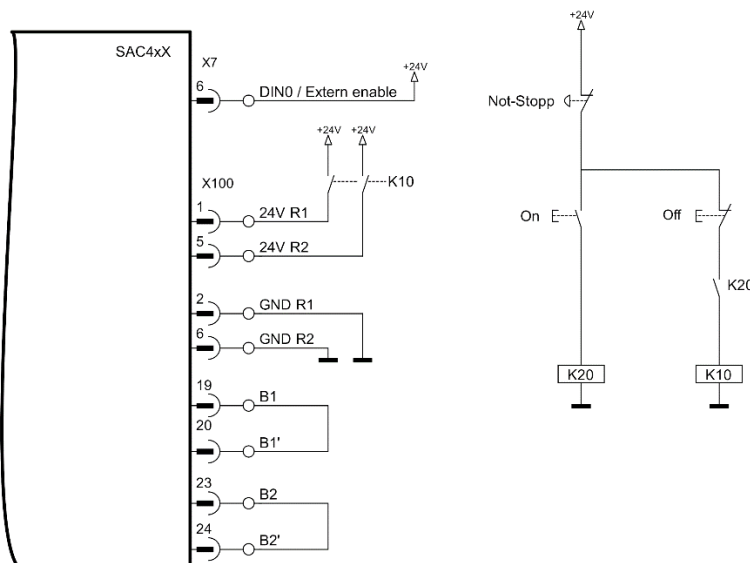 SAC4xX
X7
6
DIN0 / Extern enable
+24V
+24V +24V
K10
X100
1
24V R1
5
24V R2
2
GND R1
6
GND R2
19
B1
20
B1'
23
B2
24
B2'
+24V
Not-Stopp
On
Off
K20
K20
K10